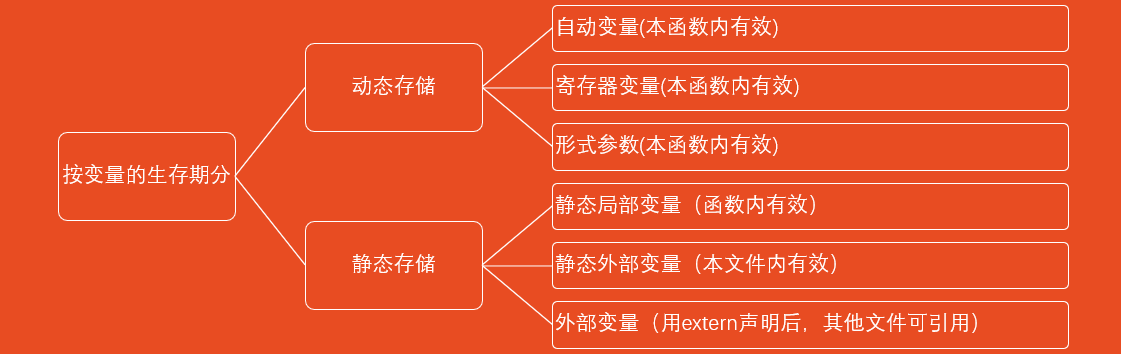 按变量的生存期分
动态存储
自动变量(本函数内有效)
寄存器变量(本函数内有效)
形式参数(本函数内有效)
静态存储
静态局部变量（函数内有效）
静态外部变量（本文件内有效）
外部变量（用extern声明后，其他文件可引用）